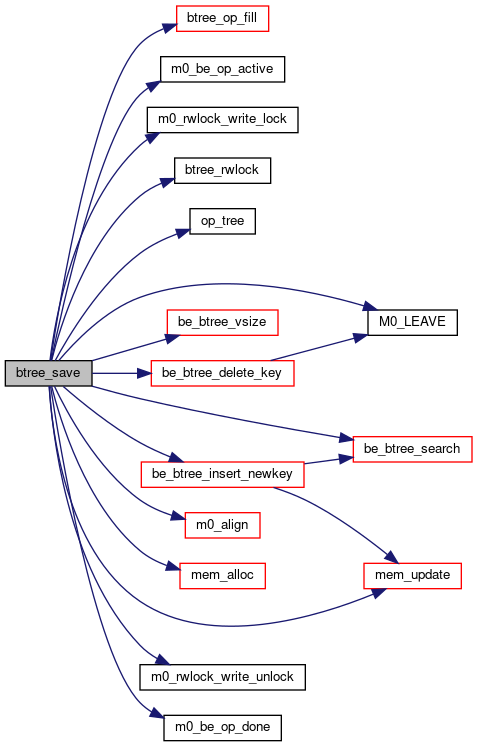 btree_op_fill
m0_be_op_active
m0_rwlock_write_lock
btree_rwlock
op_tree
M0_LEAVE
be_btree_vsize
btree_save
be_btree_delete_key
be_btree_search
be_btree_insert_newkey
m0_align
mem_alloc
mem_update
m0_rwlock_write_unlock
m0_be_op_done